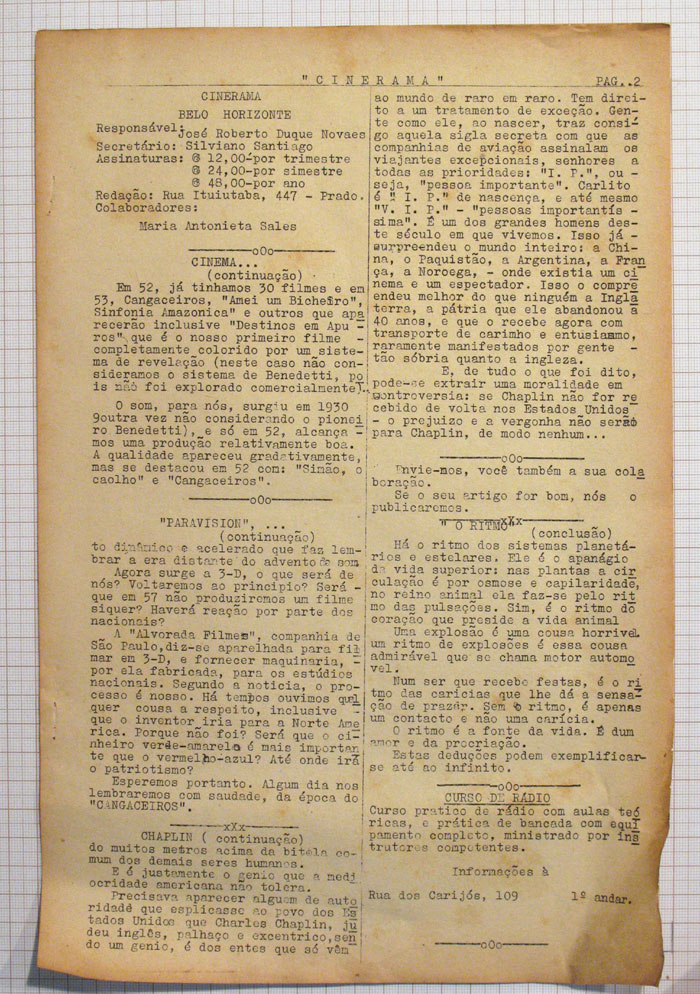 "CINERAMA" PAG..2
CINERAMA
BELO HORIZONTE
Responsável:
José Roberto Duque Novaes
Secretário: Silviano Santiago
Assinaturas: @ 12,00-por trimestre
@ 24,00-por simestre
@ 48,00-por ano
Redação: Rua Ituiutaba, 447 - Prado.
Colaboradores:
Maria Antonieta Sales
oOo
CINEMA...
(continuação)
Em 52, já tinhamos 30 filmes e em
53, Cangaceiros, "Amei um Bicheiro",
Sinfonia Amazonica" e outros que apa
recerão inclusive "Destinos em Apu -
ros" que é o nosso primeiro filme -
completamente colorido por um siste-
ma de revelação (neste caso não con-
sideramos o sistema de Benedetti, po
is não foi explorado comercialmente).
O som, para nós, surgiu em 1930
9outra vez não considerando o pionei
ro Benedetti), e só em 52, alcança -
mos uma produção relativamente boa.
A qualidade apareceu gradativamente,
mas se destacou em 52 com: "Simão, o
caolho" e "Cangaceiros".
oOo
"PARAVISION", ...
(continuação)
to dinâmico e acelerado que faz lem-
brar a era distante do advento do som
Agora surge a 3-D, o que será de
nós? Voltaremos ao principio? Será -
que em 57 não produziremos um filme
siquer? Haverá reação por parte dos
nacionais?
A "Alvorada Filmes", companhia de
São Paulo,diz-se aparelhada para fil
mar em 3-D, e fornecer maquinaria, -
por ela fabricada, para os estúdios
nacionais. Segundo a noticia, o pro-
cesso é nosso. Há tempos ouvimos qual
quer cousa a respeito, inclusive -
que o inventor iria para a Norte Ame
rica. Porque não foi? Será que o ci-
nheiro verde-amarelo é mais importan
te que o vermelho-azul? Até onde irá
o patriotismo?
Esperemos portanto. Algum dia nos
lembraremos com saudade, da época do
"CANGACEIROS".
xXx
CHAPLIN ( continuação)
do muitos metros acima da bitola co-
mum dos demais seres humanos.
E é justamente o genio que a medi
ocridade americana não tolera.
Precisava aparecer alguem de auto
ridade que esplicasse ao povo dos Es
tados Unidos que Charles Chaplin, ju
deu inglês, palhaço e excentrico,sen
do um genio, é dos entes que só vêm
ao mundo de raro em raro. Tem direi-
to a um tratamento de exceção. Gen-
te como ele, ao nascer, traz consi-
go aquela sigla secreta com que as
companhias de aviação assinalam os
viajantes excepcionais, senhores a
todas as prioridades: "I. P.", ou -
seja, "pessoa importante". Carlito
é " I. P." de nascença, e até mesmo
"V. I. P." - "pessoas importantís -
sima". É um dos grandes homens des-
te século em que vivemos. Isso já -
surpreendeu o mundo inteiro: a Chi-
na, o Paquistão, a Argentina, a Fran
ça, a Noroega, - onde existia um ci
nema e um espectador. Isso o compre
endeu melhor do que ninguém a Ingla
terra, a pátria que ele abandonou a
40 anos, e que o recebe agora com
transporte de carinho e entusiasmo,
raramente manifestados por gente -
tão sóbria quanto a ingleza.
E, de tudo o que foi dito,
pode-se extrair uma moralidade em
controversia: se Chaplin não for re
cebido de volta nos Estados Unidos
- o prejuizo e a vergonha não serão
para Chaplin, de modo nenhum...
oOo
Envie-nos, você também a sua cola
boração.
Se o seu artigo for bom, nós o
publicaremos.
xXx
" O RITMO"
(conclusão)
Há o ritmo dos sistemas planetá-
rios e estelares. Ele é o apanágio
da vida superior: nas plantas a cir
culação é por osmose e capilaridade,
no reino animal ela faz-se pelo rit
mo das pulsações. Sim, é o ritmo do
coração que preside a vida animal
Uma explosão é uma cousa horrivel
um ritmo de explosões é essa cousa
admirável que se chama motor automo
vel.
Num ser que recebe festas, é o ri
tmo das caricias que lhe dá a sensa
ção de prazár. Sem o ritmo, é apenas
um contacto e não uma carícia.
O ritmo é a fonte da vida. É dum
amor e da procriação.
Estas deduções podem exemplificar-
se até ao infinito.
oOo
CURSO DE RÁDIO
Curso pratico de rádio com aulas teó
ricas, e prática de bancada com equi
pamento completo, ministrado por ins
trutores competentes.
Informações à
Rua dos Carijós, 109 1º andar.
oOo